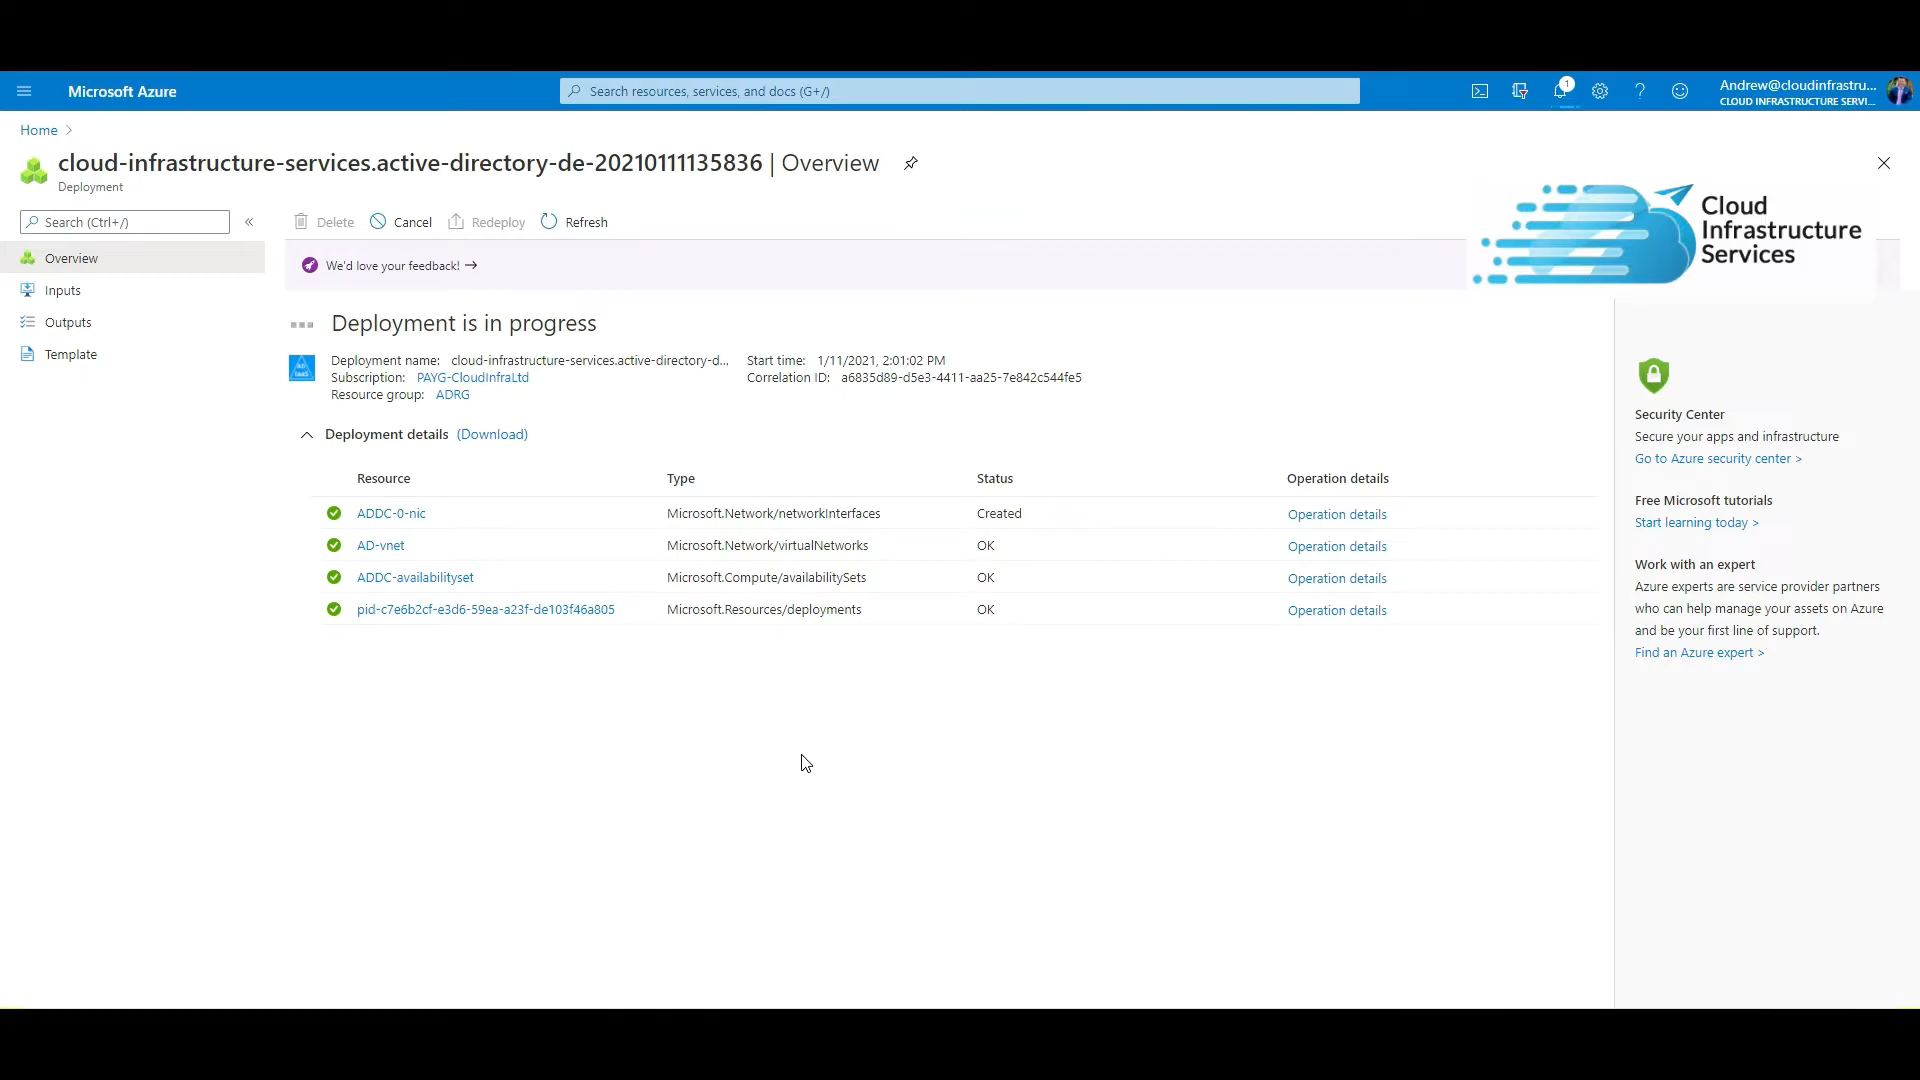 Microsoft Azure
Search resources, services, and docs (G+/)
1
Andrew@cloudinfrastru...
CLOUD INFRASTRUCTURE SERVI...
Home
cloud-infrastructure-services.active-directory-de-20210111135836 | Overview
Deployment
Cloud
Infrastructure
Services
Search (Ctrl+/)
Delete
Cancel
Redeploy
Refresh
Overview
Inputs
Outputs
Template
We'd love your feedback! →
Deployment is in progress
Deployment name: cloud-infrastructure-services.active-directory-d...
Subscription: PAYG-CloudInfraLtd
Resource group: ADRG
Start time: 1/11/2021, 2:01:02 PM
Correlation ID: a6835d89-d5e3-4411-aa25-7e842c544fe5
Deployment details (Download)
Resource Type Status Operation details
ADDC-0-nic Microsoft.Network/networkInterfaces Created Operation details
AD-vnet Microsoft.Network/virtualNetworks OK Operation details
ADDC-availabilityset Microsoft.Compute/availabilitySets OK Operation details
pid-c7e6b2cf-e3d6-59ea-a23f-de103f46a805 Microsoft.Resources/deployments OK Operation details
Security Center
Secure your apps and infrastructure
Go to Azure security center >
Free Microsoft tutorials
Start learning today >
Work with an expert
Azure experts are service provider partners
who can help manage your assets on Azure
and be your first line of support.
Find an Azure expert >